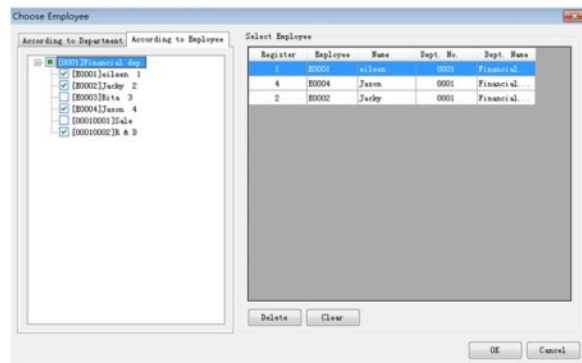 Choose Employee
According to Department According to Employee
[0001]Financial dep
[E0001]eileen 1
[E0002]Jacky 2
[E0003]Rita 3
[E0004]Jason 4
[00010001]Sale
[00010002]R & D
Select Employee
Register Employee Name Dept. No. Dept. Name
1 E0001 eileen 0001 Financial...
4 E0004 Jason 0001 Financial...
2 E0002 Jacky 0001 Financial...
Delete Clear
OK Cancel